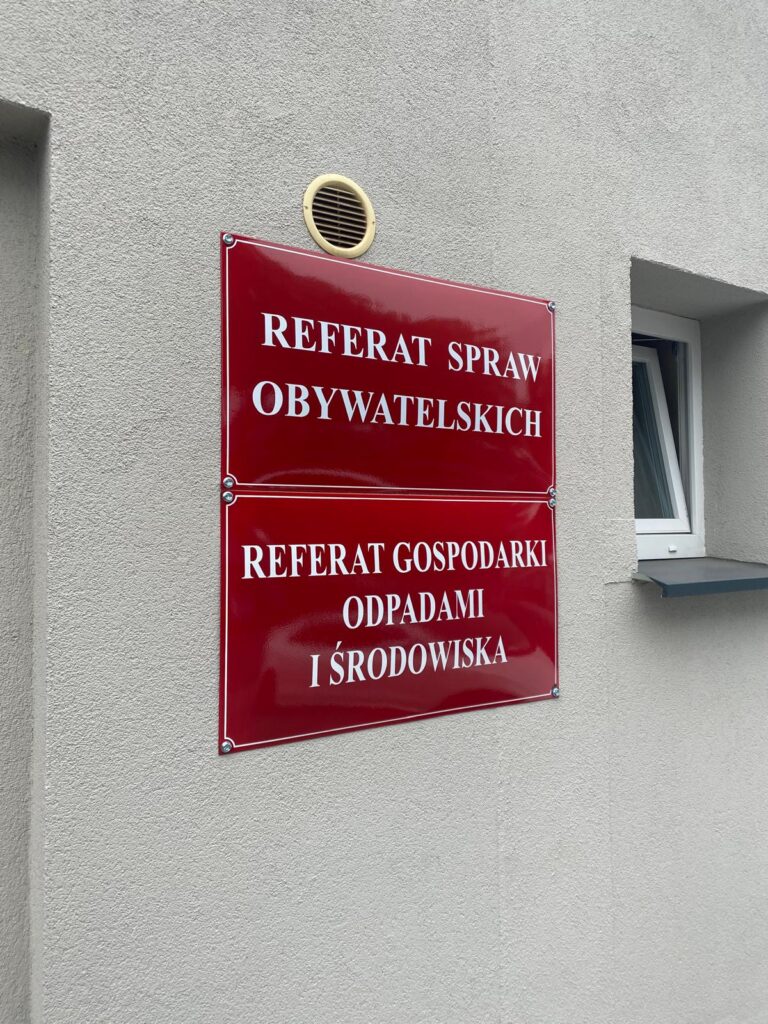 REFERAT SPRAW
OBYWATELSKICH
REFERAT GOSPODARKI
ODPADAMI
I ŚRODOWISKA